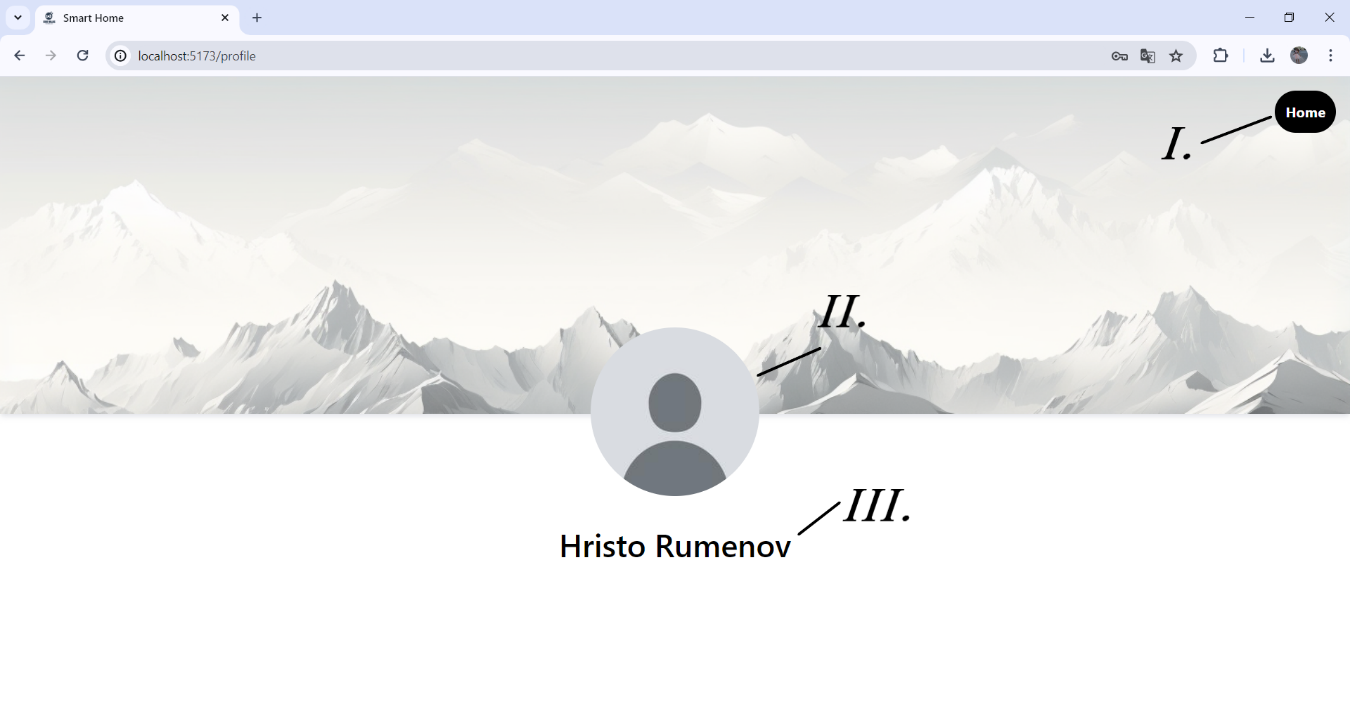 Smart Home
localhost:5173/profile
Home
I.
II.
III.
Hristo Rumenov